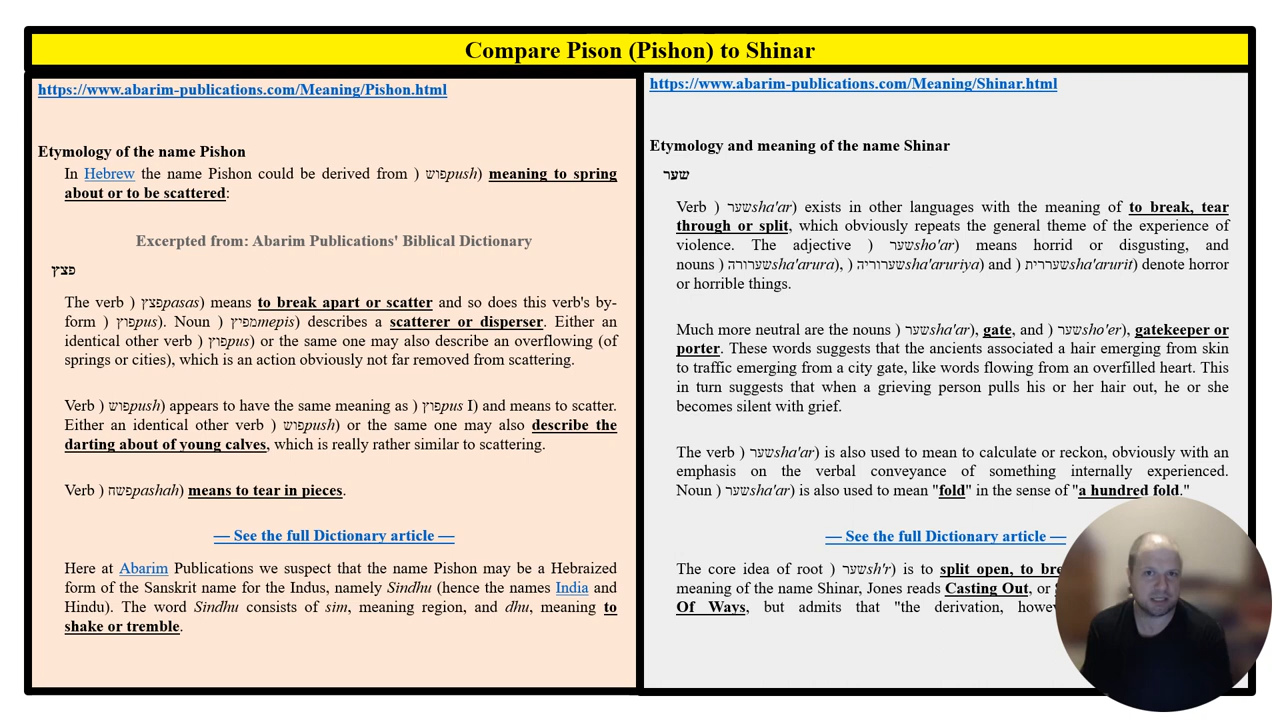 Compare Pison (Pishon) to Shinar
https://www.abarim-publications.com/Meaning/Pishon.html
Etymology of the name Pishon
In Hebrew the name Pishon could be derived from ) פושpush) meaning to spring
about or to be scattered:
Excerpted from: Abarim Publications' Biblical Dictionary
פצץ
The verb ) פצץpasas) means to break apart or scatter and so does this verb's by-
form ) פוץpus). Noun ) מפיץmepis) describes a scatterer or disperser. Either an
identical other verb ) פוץpus) or the same one may also describe an overflowing (of
springs or cities), which is an action obviously not far removed from scattering.
Verb ) פושpush) appears to have the same meaning as ) פוץpus I) and means to scatter.
Either an identical other verb ) פושpush) or the same one may also describe the
darting about of young calves, which is really rather similar to scattering.
Verb ) פשחpashah) means to tear in pieces.
— See the full Dictionary article —
Here at Abarim Publications we suspect that the name Pishon may be a Hebraized
form of the Sanskrit name for the Indus, namely Sindhu (hence the names India and
Hindu). The word Sindhu consists of sim, meaning region, and dhu, meaning to
shake or tremble.
https://www.abarim-publications.com/Meaning/Shinar.html
Etymology and meaning of the name Shinar
שער
Verb ) שערsha'ar) exists in other languages with the meaning of to break, tear
through or split, which obviously repeats the general theme of the experience of
violence. The adjective ) שערsho'ar) means horrid or disgusting, and
nouns ) שערורהsha'arura), ) שערוריהsha'aruriya) and ) שערריתsha'arurit) denote horror
or horrible things.
Much more neutral are the nouns ) שערsha'ar), gate, and ) שערsho'er), gatekeeper or
porter. These words suggests that the ancients associated a hair emerging from skin
to traffic emerging from a city gate, like words flowing from an overfilled heart. This
in turn suggests that when a grieving person pulls his or her hair out, he or she
becomes silent with grief.
The verb ) שערsha'ar) is also used to mean to calculate or reckon, obviously with an
emphasis on the verbal conveyance of something internally experienced.
Noun ) שערsha'ar) is also used to mean "fold" in the sense of "a hundred fold."
— See the full Dictionary article —
The core idea of root ) שערsh'r) is to split open, to
meaning of the name Shinar, Jones reads Casting Out, or
Of Ways, but admits that "the derivation,